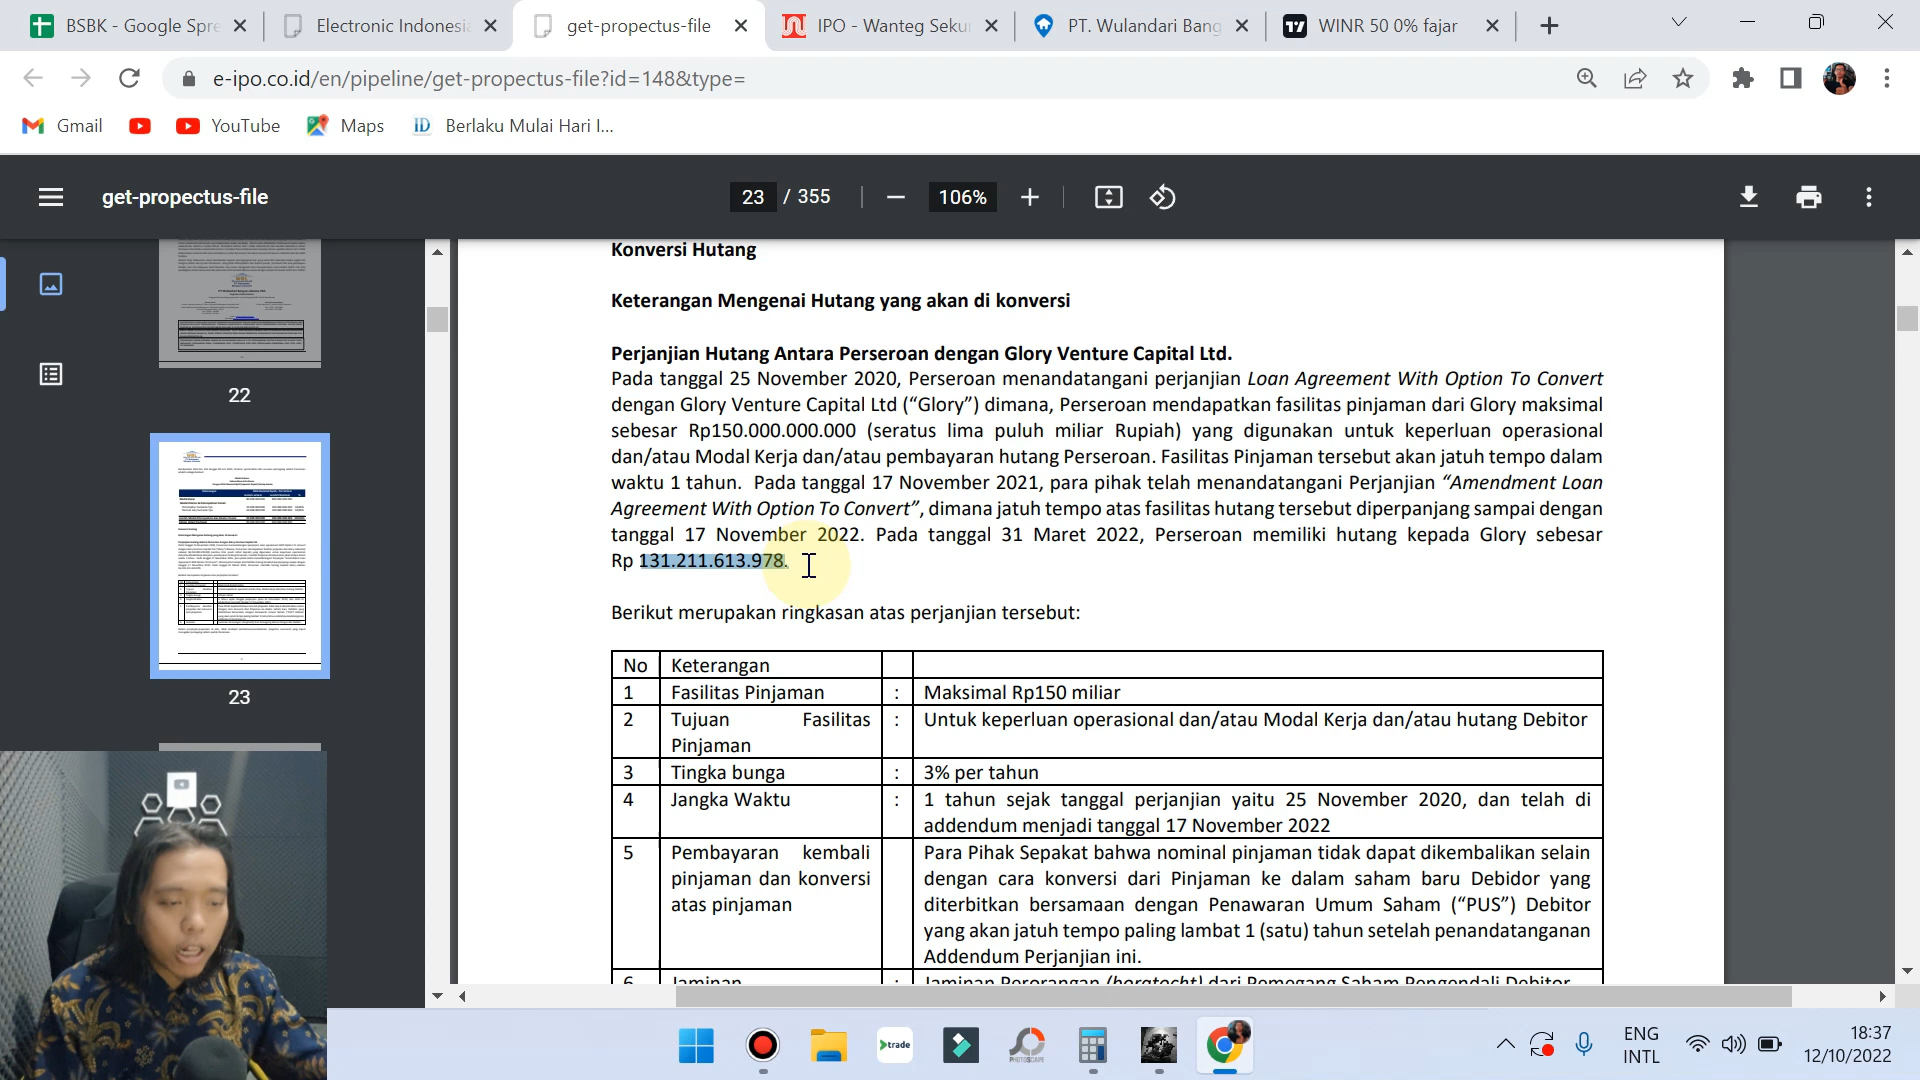 BSBK - Google Spre
Electronic Indonesia
get-propectus-file
IPO - Wanteg Sekur
PT. Wulandari Bang
WINR 50 0% fajar
e-ipo.co.id/en/pipeline/get-propectus-file?id=148&type=
Gmail
YouTube
Maps
Berlaku Mulai Hari I...
get-propectus-file
23 / 355
106%
22
23
Konversi Hutang
Keterangan Mengenai Hutang yang akan di konversi
Perjanjian Hutang Antara Perseroan dengan Glory Venture Capital Ltd.
Pada tanggal 25 November 2020, Perseroan menandatangani perjanjian Loan Agreement With Option To Convert
dengan Glory Venture Capital Ltd (“Glory”) dimana, Perseroan mendapatkan fasilitas pinjaman dari Glory maksimal
sebesar Rp150.000.000.000 (seratus lima puluh miliar Rupiah) yang digunakan untuk keperluan operasional
dan/atau Modal Kerja dan/atau pembayaran hutang Perseroan. Fasilitas Pinjaman tersebut akan jatuh tempo dalam
waktu 1 tahun. Pada tanggal 17 November 2021, para pihak telah menandatangani Perjanjian “Amendment Loan
Agreement With Option To Convert”, dimana jatuh tempo atas fasilitas hutang tersebut diperpanjang sampai dengan
tanggal 17 November 2022. Pada tanggal 31 Maret 2022, Perseroan memiliki hutang kepada Glory sebesar
Rp 131.211.613.978.
Berikut merupakan ringkasan atas perjanjian tersebut:
No Keterangan
1 Fasilitas Pinjaman : Maksimal Rp150 miliar
2 Tujuan Fasilitas : Untuk keperluan operasional dan/atau Modal Kerja dan/atau hutang Debitor
Pinjaman
3 Tingka bunga : 3% per tahun
4 Jangka Waktu : 1 tahun sejak tanggal perjanjian yaitu 25 November 2020, dan telah di
addendum menjadi tanggal 17 November 2022
5 Pembayaran kembali Para Pihak Sepakat bahwa nominal pinjaman tidak dapat dikembalikan selain
pinjaman dan konversi dengan cara konversi dari Pinjaman ke dalam saham baru Debidor yang
atas pinjaman diterbitkan bersamaan dengan Penawaran Umum Saham (“PUS”) Debitor
yang akan jatuh tempo paling lambat 1 (satu) tahun setelah penandatanganan
Addendum Perjanjian ini.
6 Jaminan : Jaminan Perorangan (borgtocht) dari Pemegang Saham Pengendali Debitor
trade
PHOTOSCAPE
ENG
INTL
18:37
12/10/2022